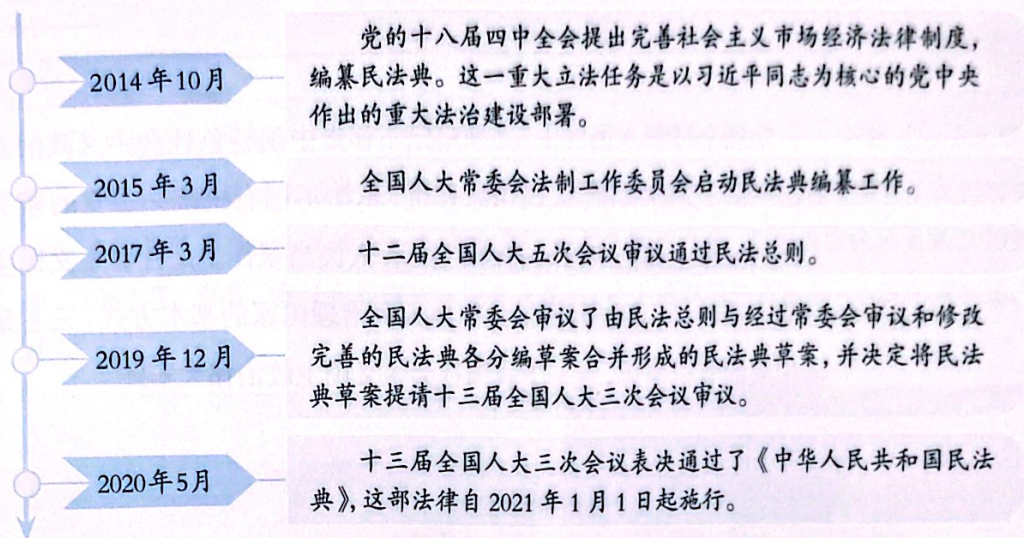 2014年10月
党的十八届四中全会提出完善社会主义市场经济法律制度，
编纂民法典。这一重大立法任务是以习近平同志为核心的党中央
作出的重大法治建设部署。
2015年3月
全国人大常委会法制工作委员会启动民法典编纂工作。
2017年3月
十二届全国人大五次会议审议通过民法总则。
2019年12月
全国人大常委会审议了由民法总则与经过常委会审议和修改
完善的民法典各分编草案合并形成的民法典草案，并决定将民法
典草案提请十三届全国人大三次会议审议。
2020年5月
十三届全国人大三次会议表决通过了《中华人民共和国民法
典》，这部法律自2021年1月1日起施行。